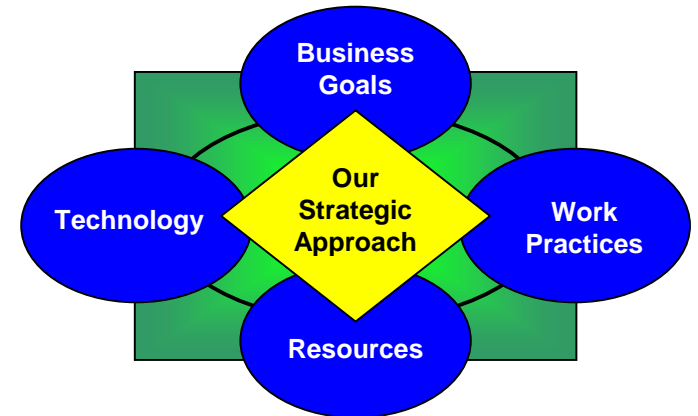 Business
Goals
Our
Strategic
Approach
Technology
Work
Practices
Resources